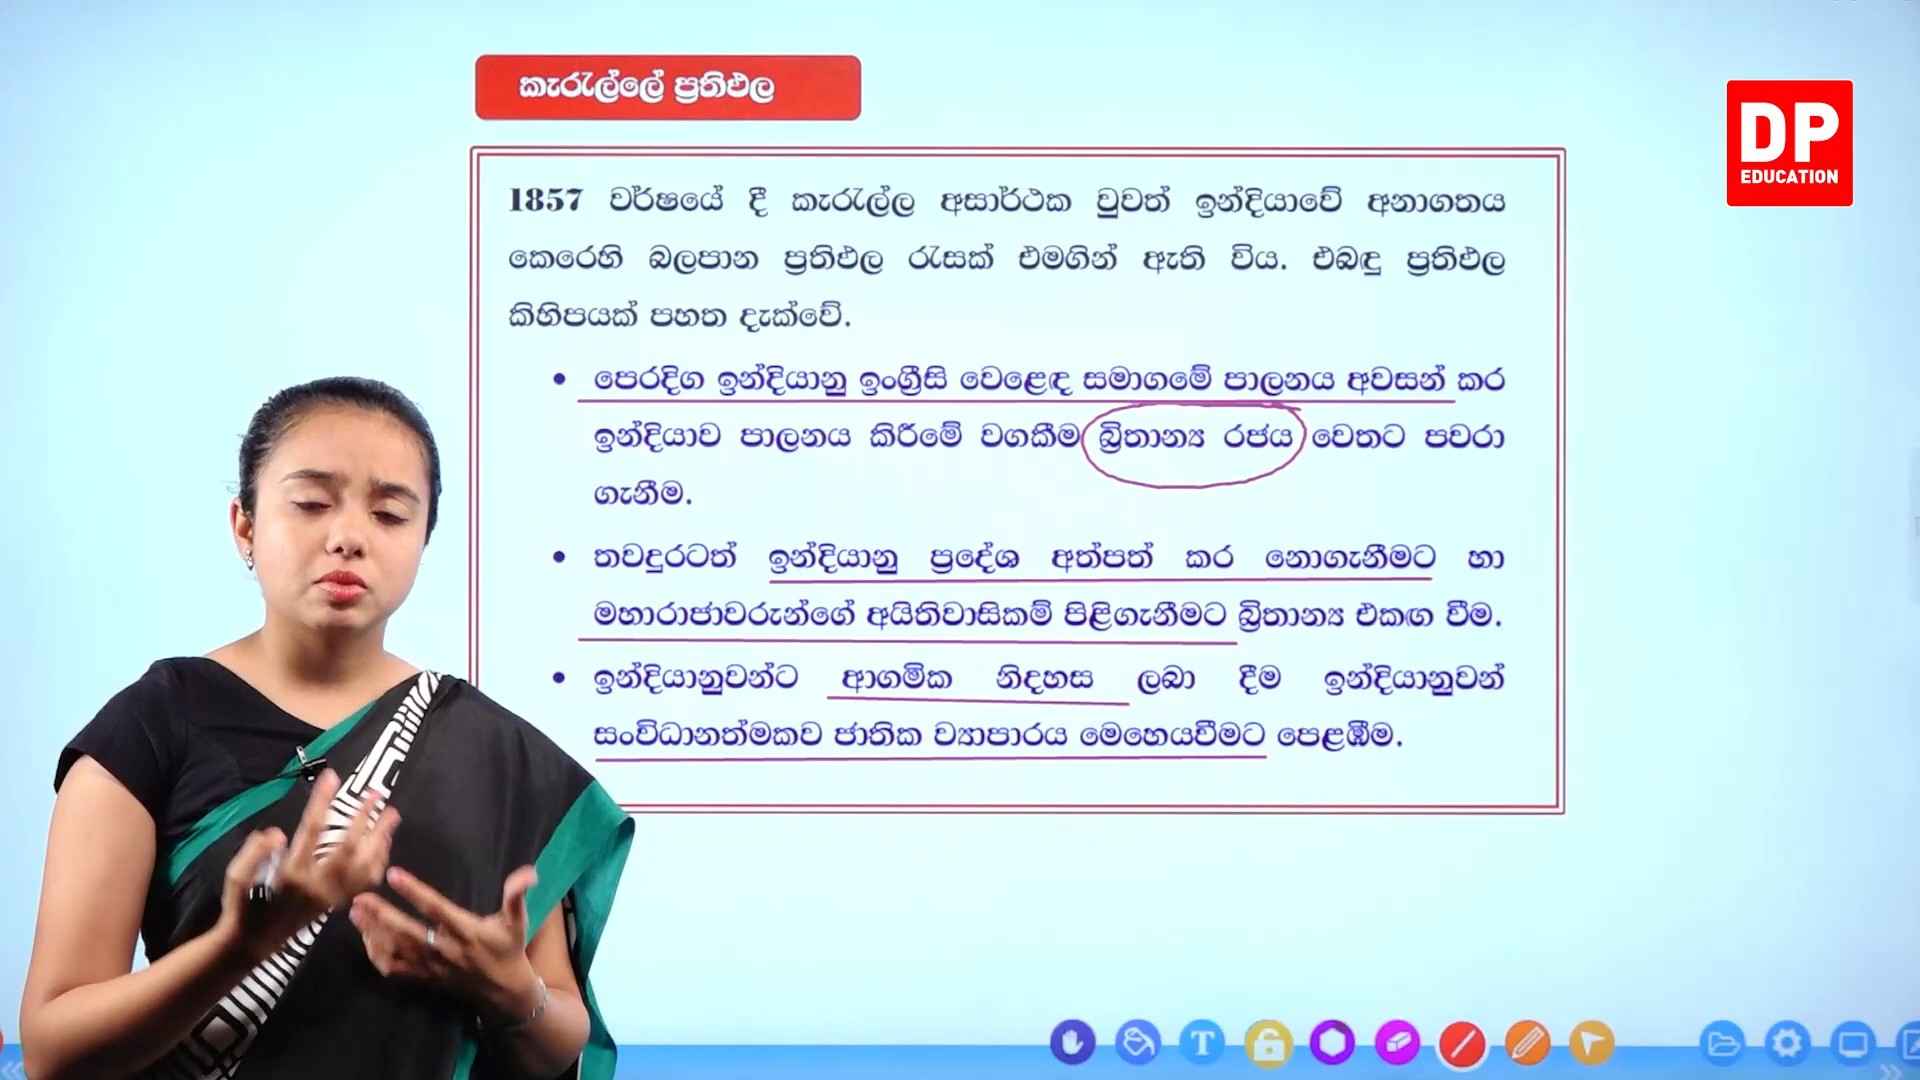 කැරැල්ලේ ප්‍රතිඵල
DP
EDUCATION
1857 වර්ෂයේ දී කැරැල්ල අසාර්ථක වුවත් ඉන්දියාවේ අනාගතය
කෙරෙහි බලපාන ප්‍රතිඵල රැසක් එමගින් ඇති විය. එබඳු ප්‍රතිඵල
කිහිපයක් පහත දැක්වේ.
• පෙරදිග ඉන්දියානු ඉංග්‍රීසි වෙළෙඳ සමාගමේ පාලනය අවසන් කර
ඉන්දියාව පාලනය කිරීමේ වගකීම බ්‍රිතාන්‍ය රජය වෙතට පවරා
ගැනීම.
• තවදුරටත් ඉන්දියානු ප්‍රදේශ අත්පත් කර නොගැනීමට හා
මහාරාජාවරුන්ගේ අයිතිවාසිකම් පිළිගැනීමට බ්‍රිතාන්‍ය එකඟ වීම.
• ඉන්දියානුවන්ට ආගමික නිදහස ලබා දීම ඉන්දියානුවන්
සංවිධානත්මකව ජාතික ව්‍යාපාරය මෙහෙයවීමට පෙළඹීම.
T